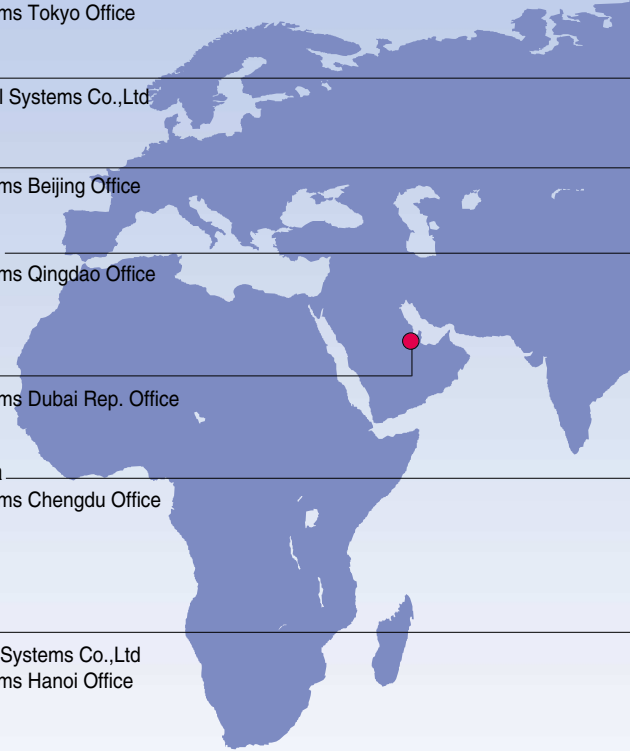 ms Tokyo Office
l Systems Co.,Ltd
ms Beijing Office
ms Qingdao Office
ms Dubai Rep. Office
ms Chengdu Office
Systems Co.,Ltd
ms Hanoi Office